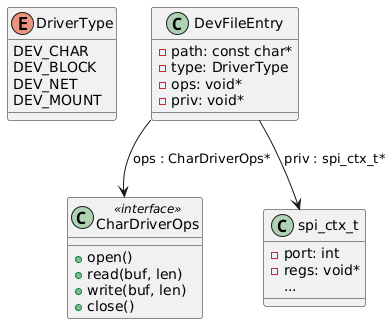 E DriverType
DEV_CHAR
DEV_BLOCK
DEV_NET
DEV_MOUNT
C DevFileEntry
path: const char*
type: DriverType
ops: void*
priv: void*
ops : CharDriverOps*
priv : spi_ctx_t*
C «interface»
CharDriverOps
open()
read(buf, len)
write(buf, len)
close()
C spi_ctx_t
port: int
regs: void*
...